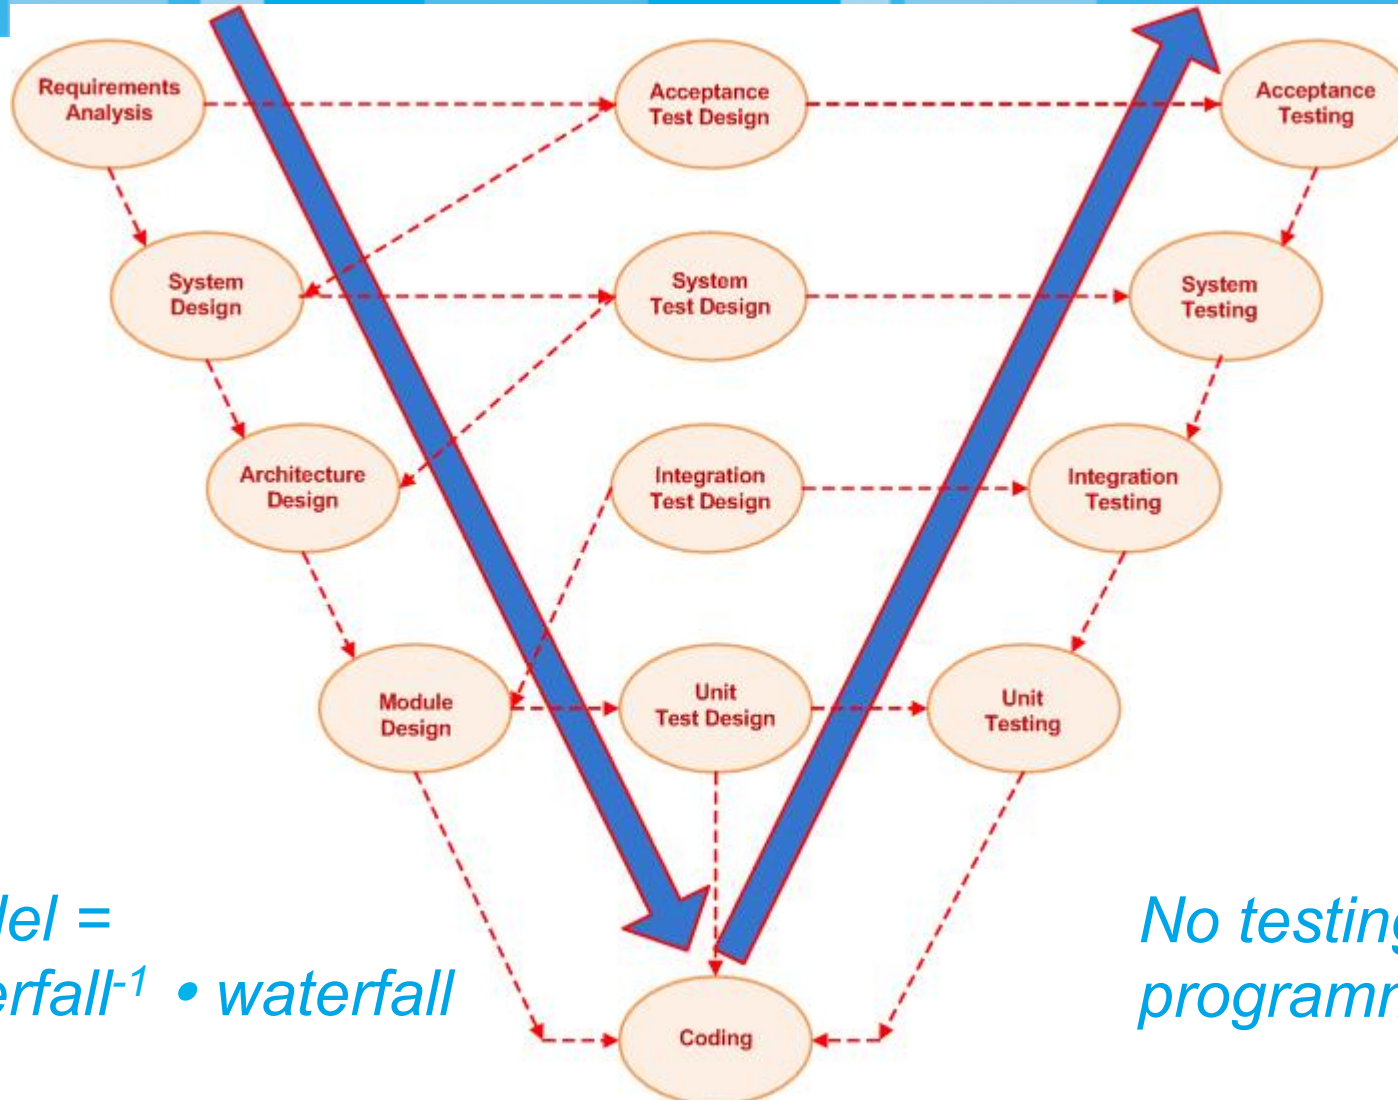 Requirements
Analysis
Acceptance
Test Design
Acceptance
Testing
System
Design
System
Test Design
System
Testing
Architecture
Design
Integration
Test Design
Integration
Testing
Module
Design
Unit
Test Design
Unit
Testing
del =
erfall⁻¹ • waterfall
No testing
programm
Coding